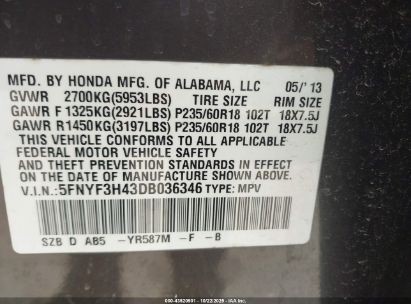 MFD. BY HONDA MFG. OF ALABAMA, LLC 05/'13
GVWR 2700KG(5953LBS) TIRE SIZE RIM SIZE
GAWR F 1325KG(2921LBS) P235/60R18 102T 18X7.5J
GAWR R 1450KG(3197LBS) P235/60R18 102T 18X7.5J
THIS VEHICLE CONFORMS TO ALL APPLICABLE
FEDERAL MOTOR VEHICLE SAFETY
AND THEFT PREVENTION STANDARDS IN EFFECT
ON THE DATE OF MANUFACTURE SHOWN ABOVE.
V.I.N.: 5FNYF3H43DB036346 TYPE: MPV
SZB D AB5 -YR587M -F -B